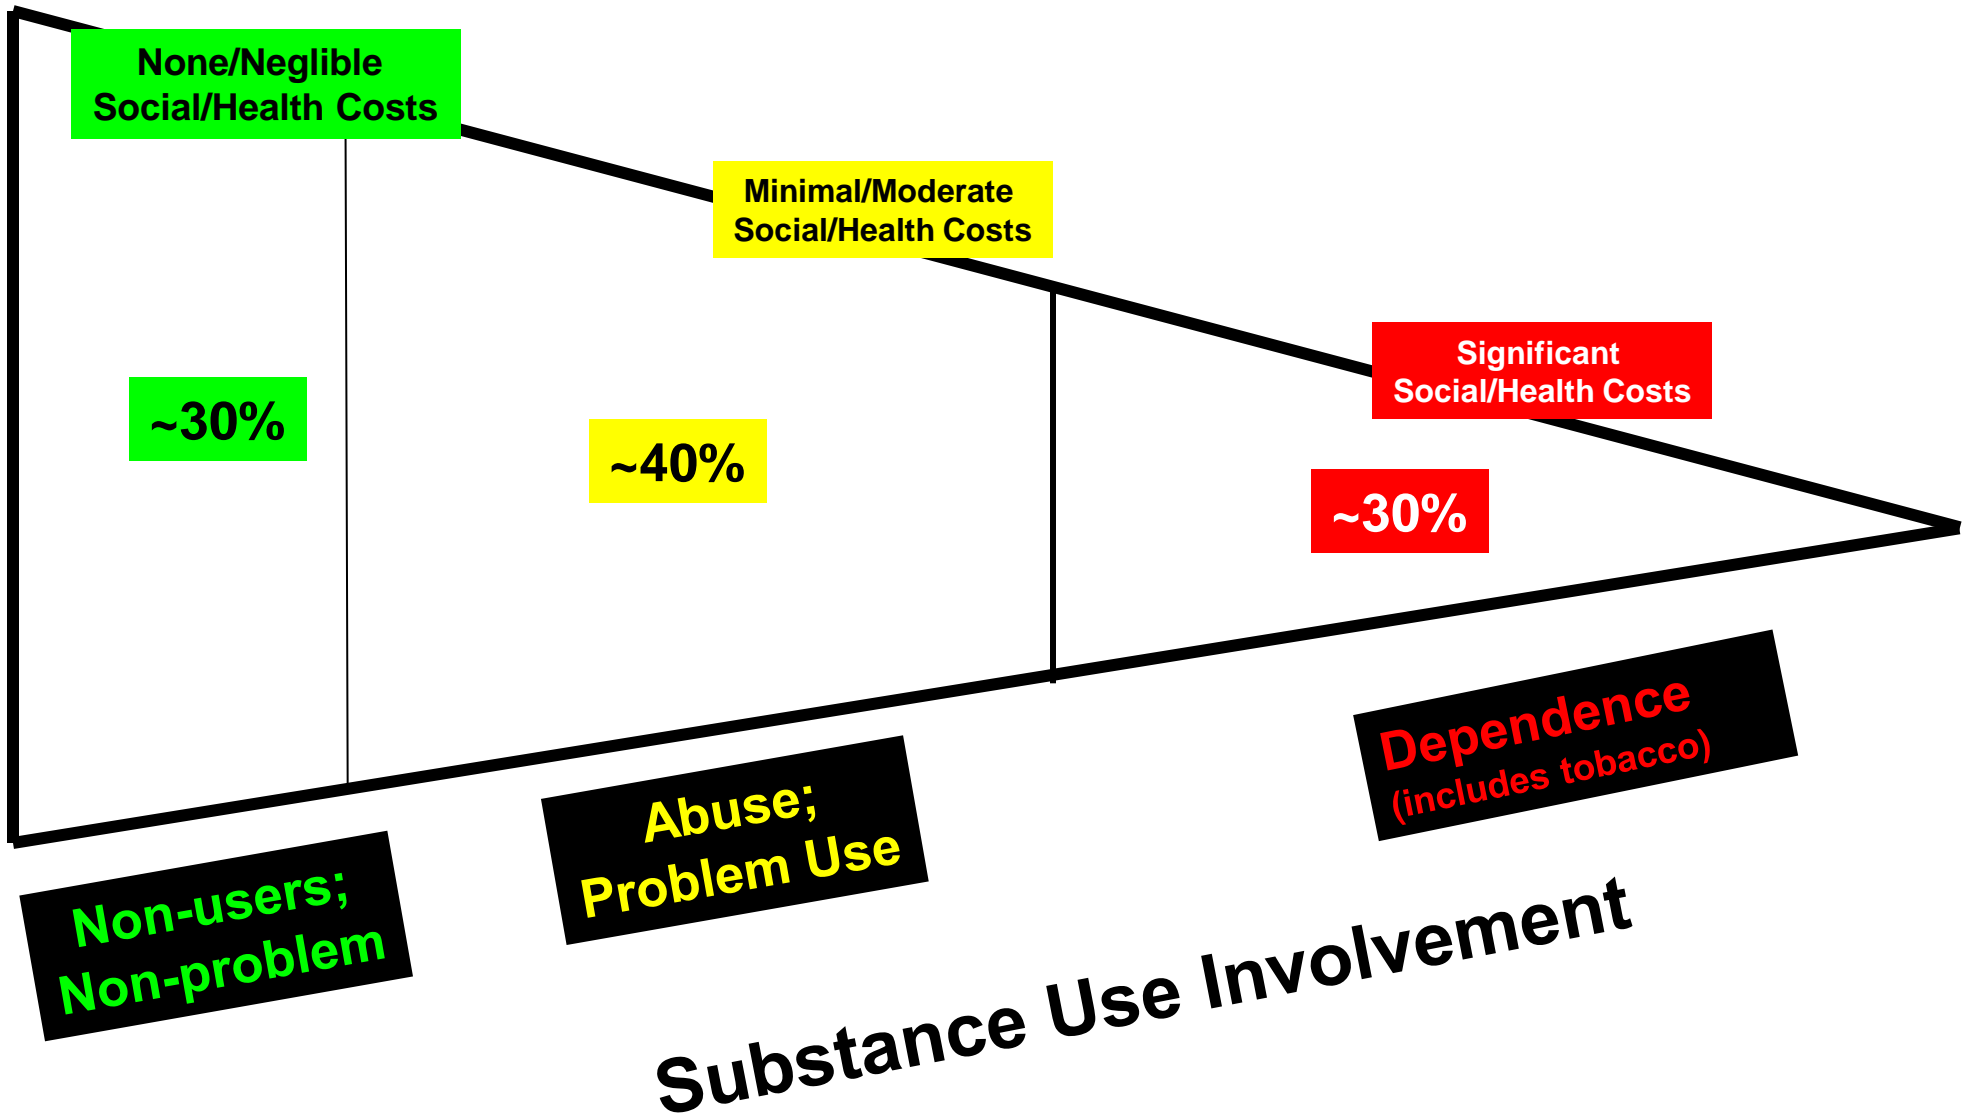 None/Neglible
Social/Health Costs
Minimal/Moderate
Social/Health Costs
Significant
Social/Health Costs
~30%
~40%
~30%
Non-users;
Non-problem
Abuse;
Problem Use
Dependence
(includes tobacco)
Substance Use Involvement